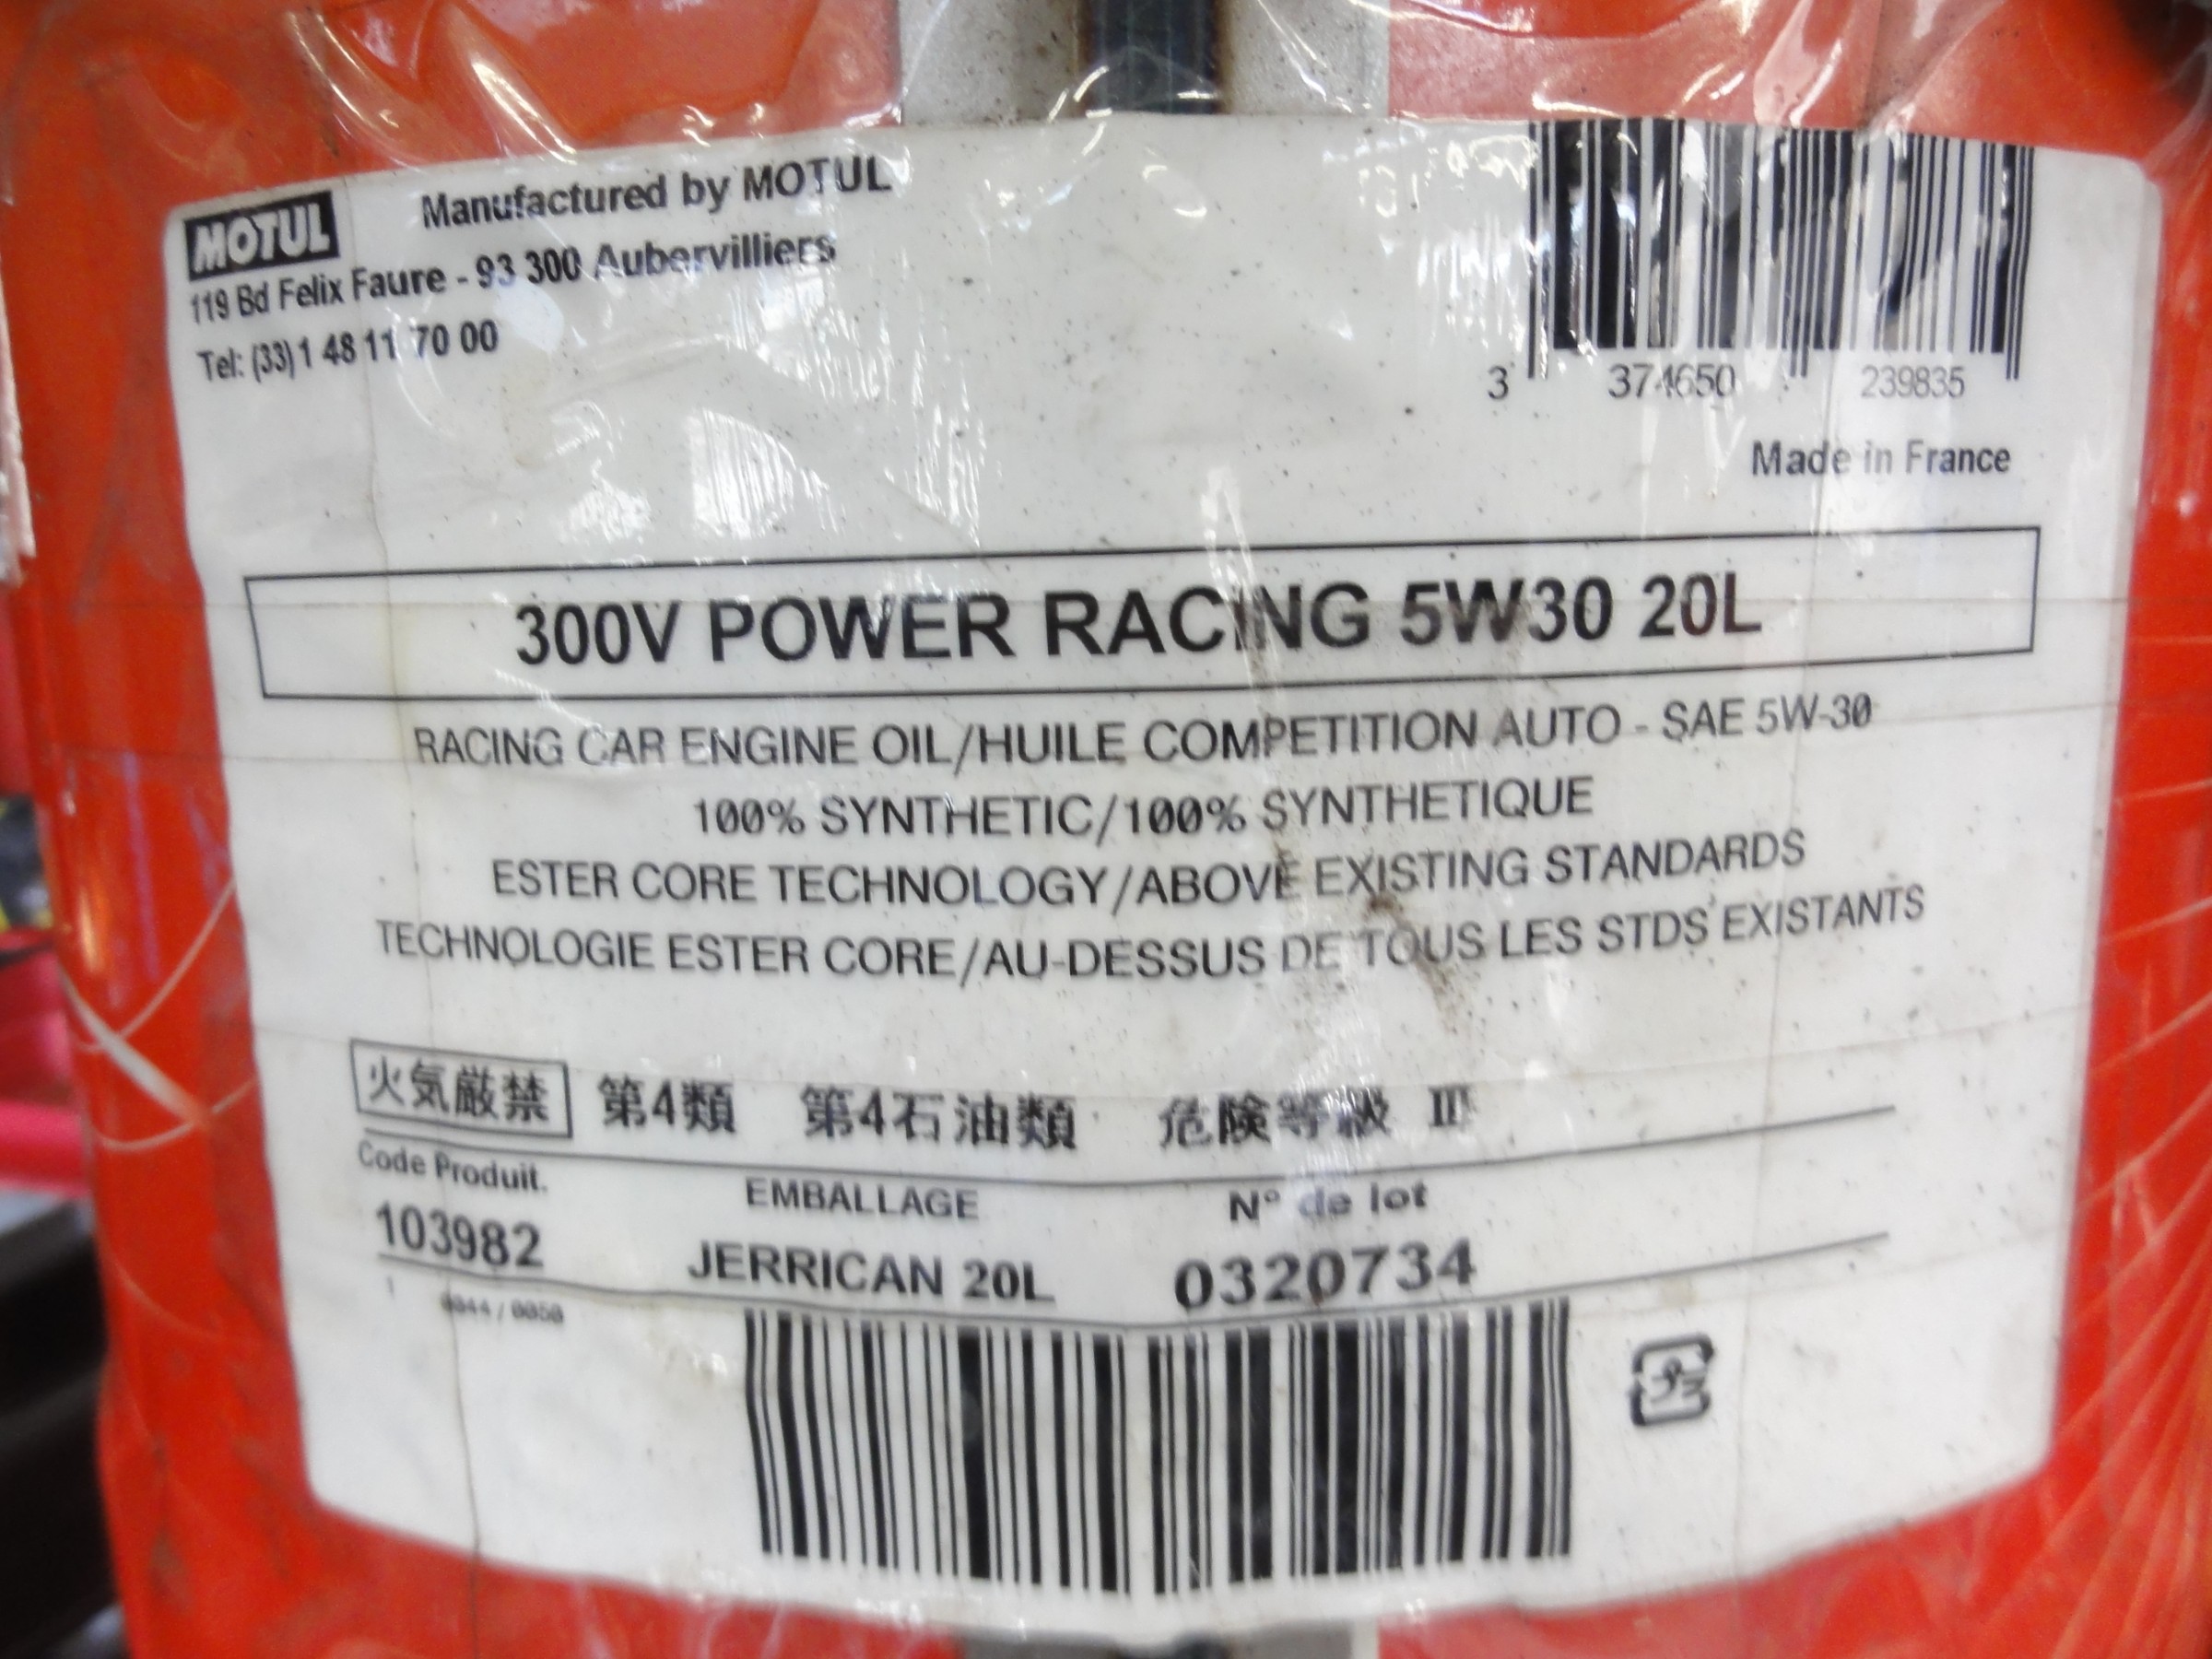 MOTUL
Manufactured by MOTUL
119 Bd Felix Faure - 93 300 Aubervilliers
Tel: (33) 1 48 11 70 00
3 374650 239835
Made in France
300V POWER RACING 5W30 20L
RACING CAR ENGINE OIL/HUILE COMPETITION AUTO - SAE 5W-30
100% SYNTHETIC/100% SYNTHETIQUE
ESTER CORE TECHNOLOGY/ABOVE EXISTING STANDARDS
TECHNOLOGIE ESTER CORE/AU-DESSUS DE TOUS LES STDS EXISTANTS
火気厳禁 第4類 第4石油類 危険等級 III
Code Produit. EMBALLAGE N° de lot
103982 JERRICAN 20L 0320734
0044 / 0050
プラ